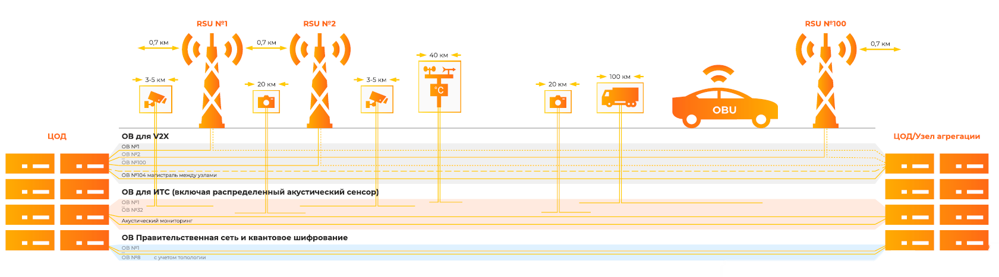 RSU №1
RSU №2
RSU №100
0,7 км
0,7 км
0,7 км
40 км
3-5 км
20 км
3-5 км
20 км
100 км
°C
OBU
ЦОД
ОВ для V2X
ЦОД/Узел агрегации
ОВ №1
ОВ №2
...
ОВ №100
ОВ №104 магистраль между узлами
ОВ для ИТС (включая распределенный акустический сенсор)
ОВ №1
...
ОВ №32
Акустический мониторинг
ОВ Правительственная сеть и квантовое шифрование
ОВ №1
...
ОВ №8 с учетом топологии